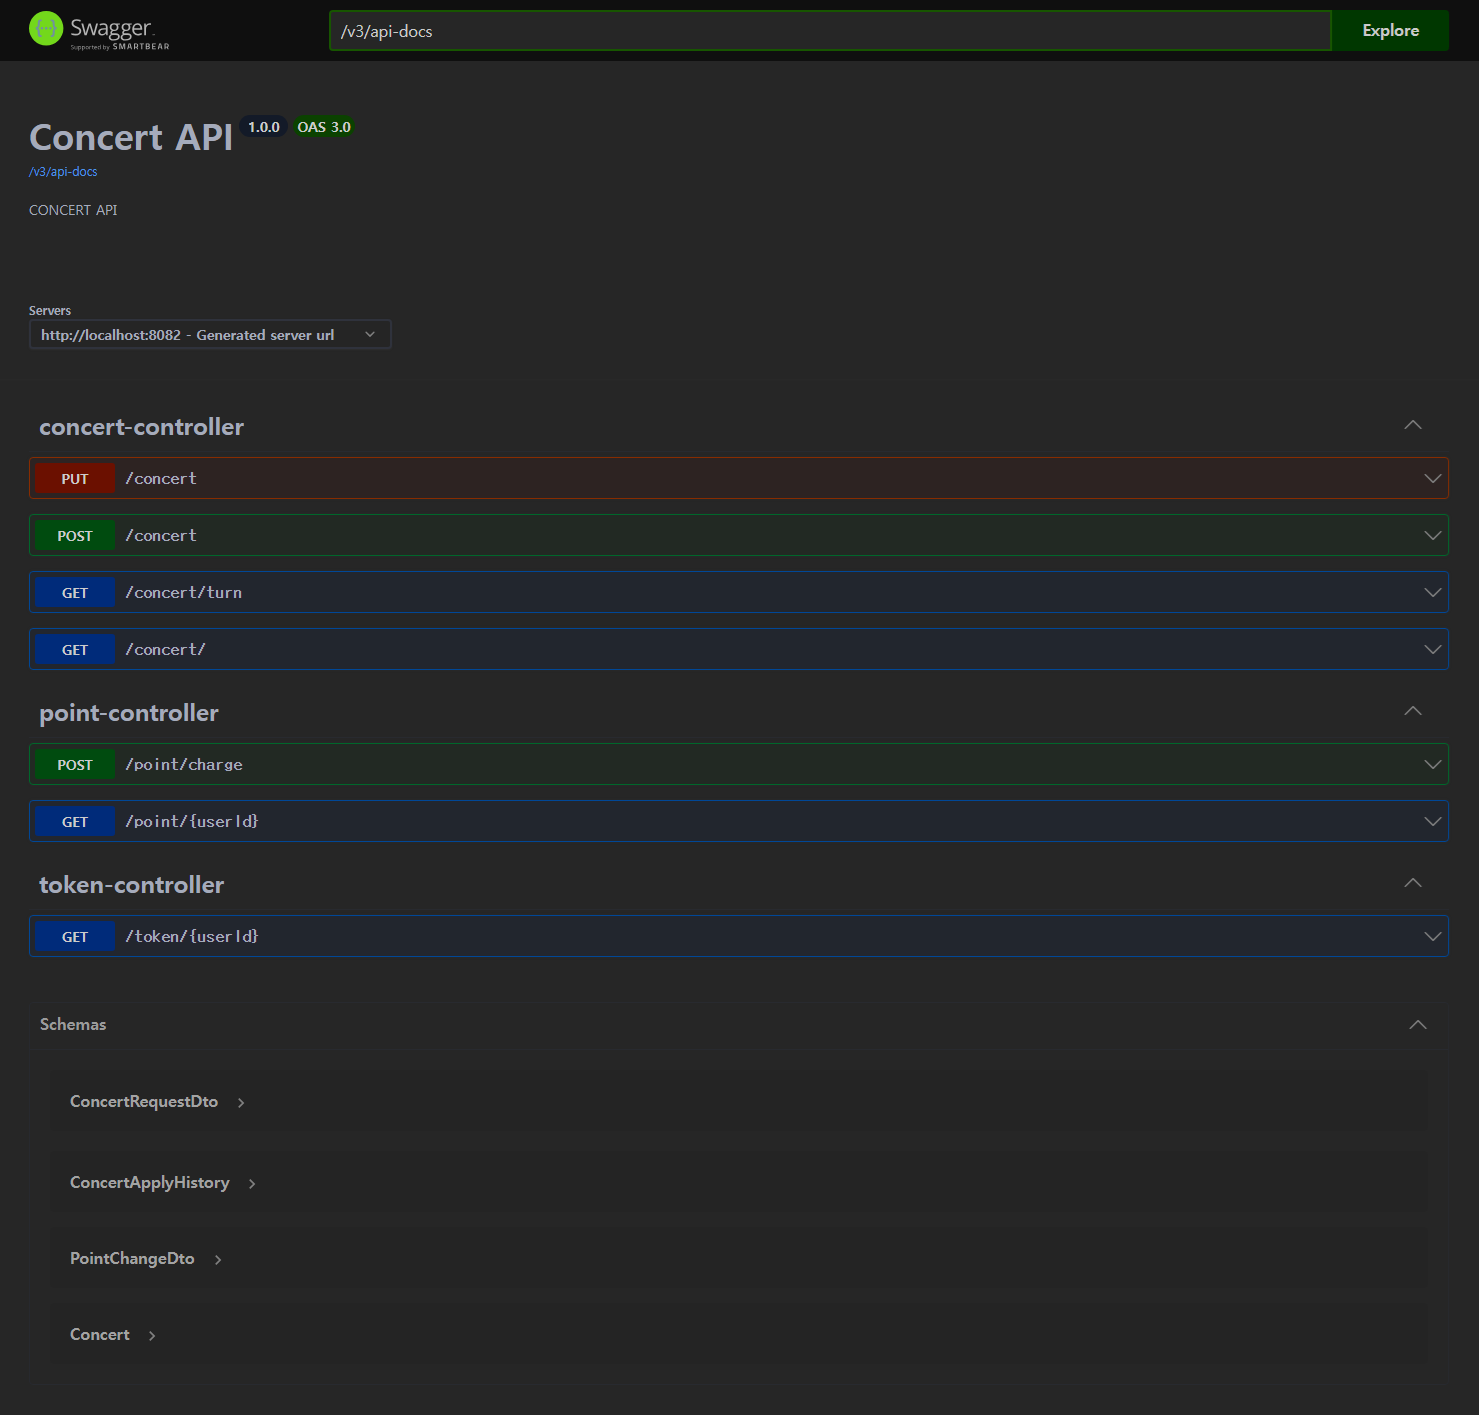 Swagger.
Supported by SMARTBEAR
/v3/api-docs
Explore
Concert API 1.0.0 OAS 3.0
/v3/api-docs
CONCERT API
Servers
http://localhost:8082 - Generated server url
concert-controller
PUT /concert
POST /concert
GET /concert/turn
GET /concert/
point-controller
POST /point/charge
GET /point/{userId}
token-controller
GET /token/{userId}
Schemas
ConcertRequestDto
ConcertApplyHistory
PointChangeDto
Concert